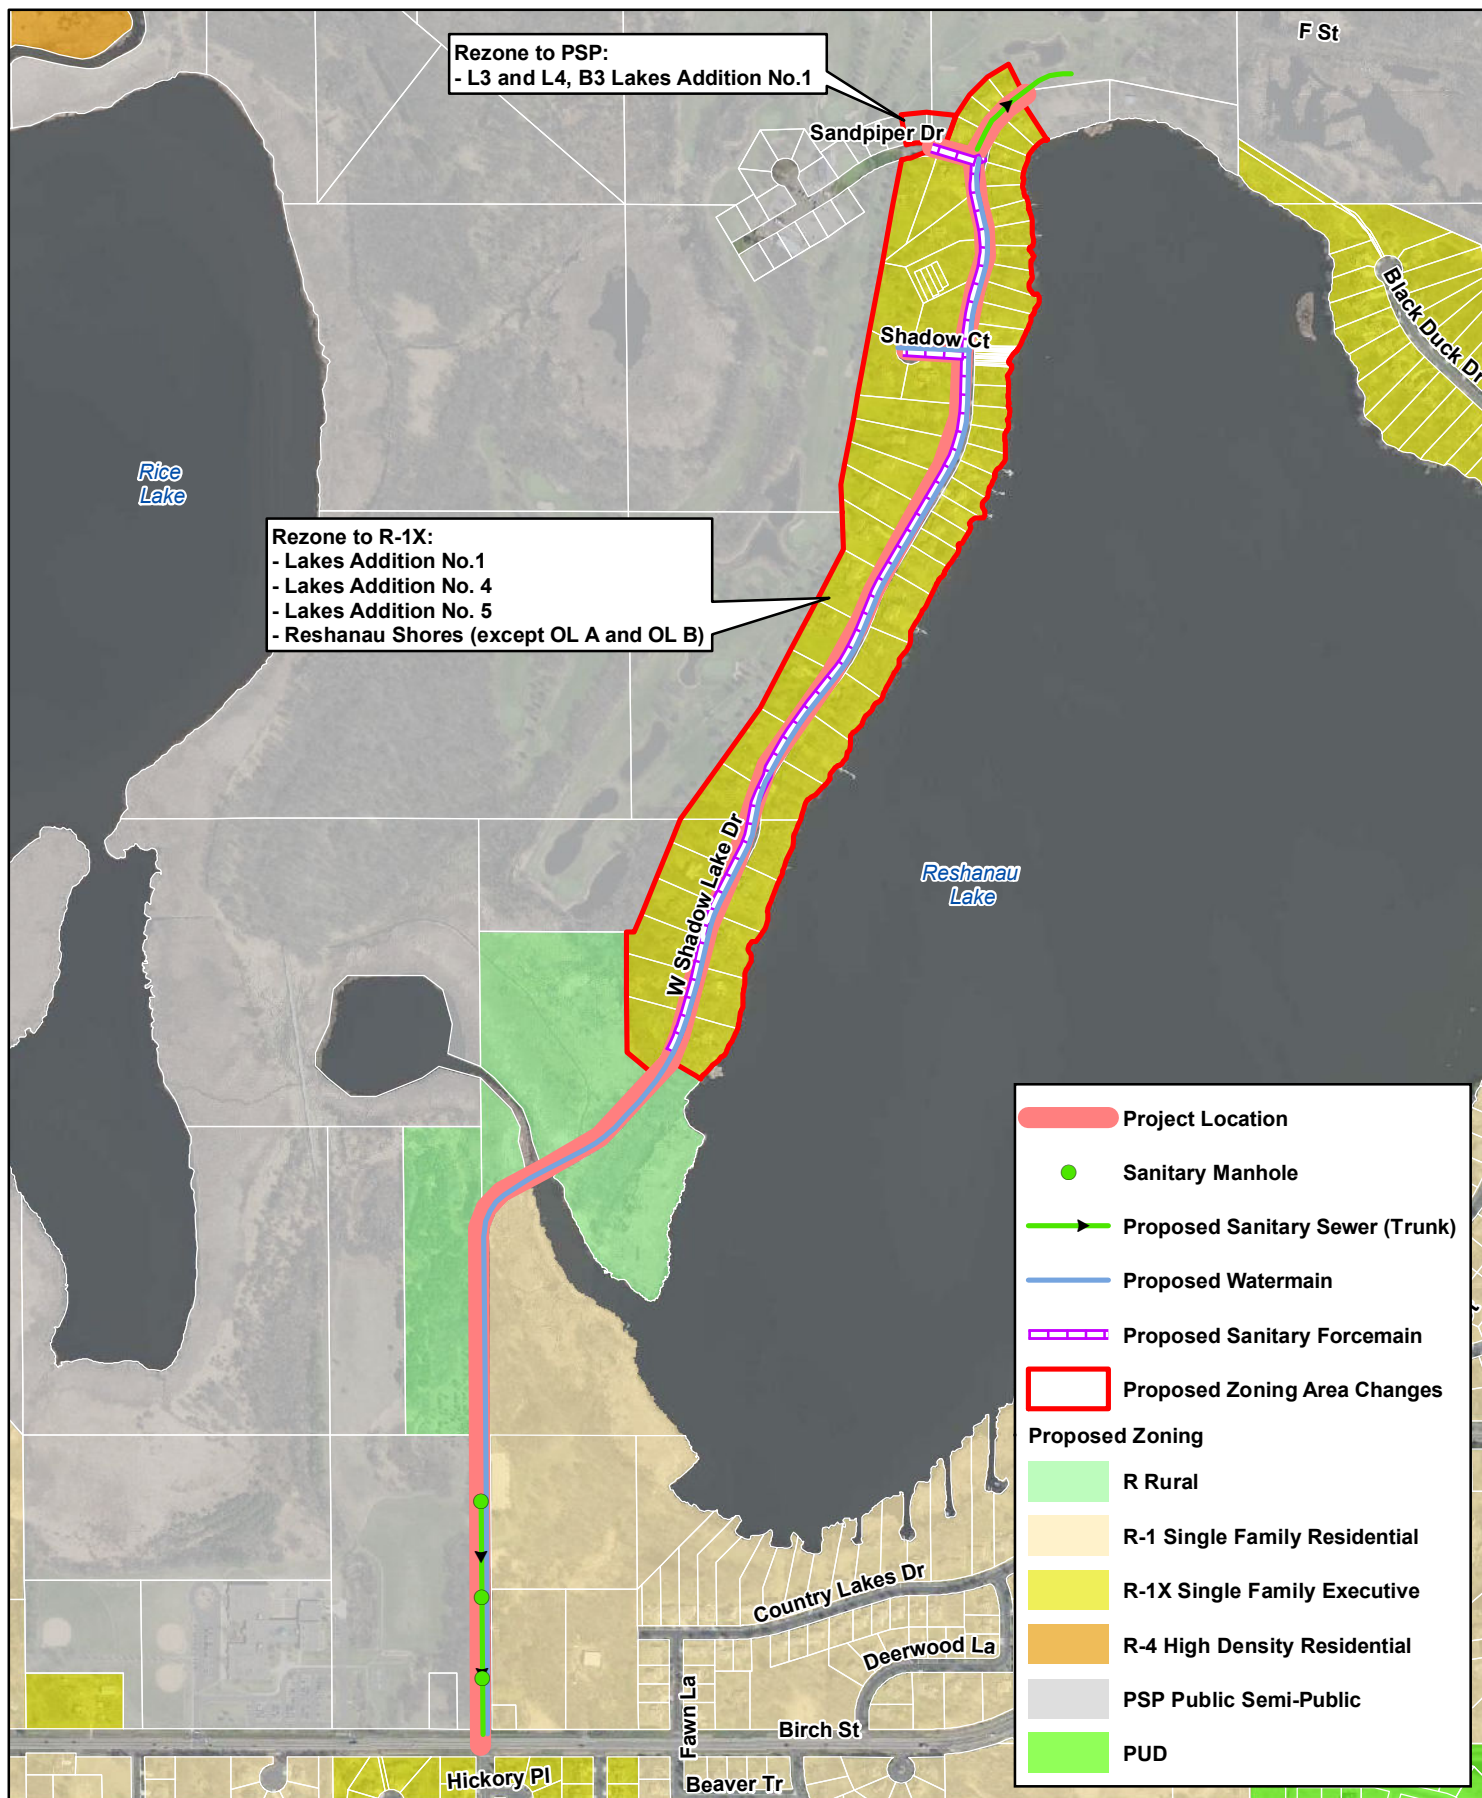 F St
Rezone to PSP:
- L3 and L4, B3 Lakes Addition No.1
Sandpiper Dr
Black Duck Dr
Shadow Ct
Rice
Lake
Rezone to R-1X:
- Lakes Addition No.1
- Lakes Addition No. 4
- Lakes Addition No. 5
- Reshanau Shores (except OL A and OL B)
W Shadow Lake Dr
Reshanau
Lake
Project Location
Sanitary Manhole
Proposed Sanitary Sewer (Trunk)
Proposed Watermain
Proposed Sanitary Forcemain
Proposed Zoning Area Changes
Proposed Zoning
R Rural
R-1 Single Family Residential
R-1X Single Family Executive
R-4 High Density Residential
PSP Public Semi-Public
PUD
Country Lakes Dr
Deerwood La
Fawn La
Birch St
Hickory Pl
Beaver Tr